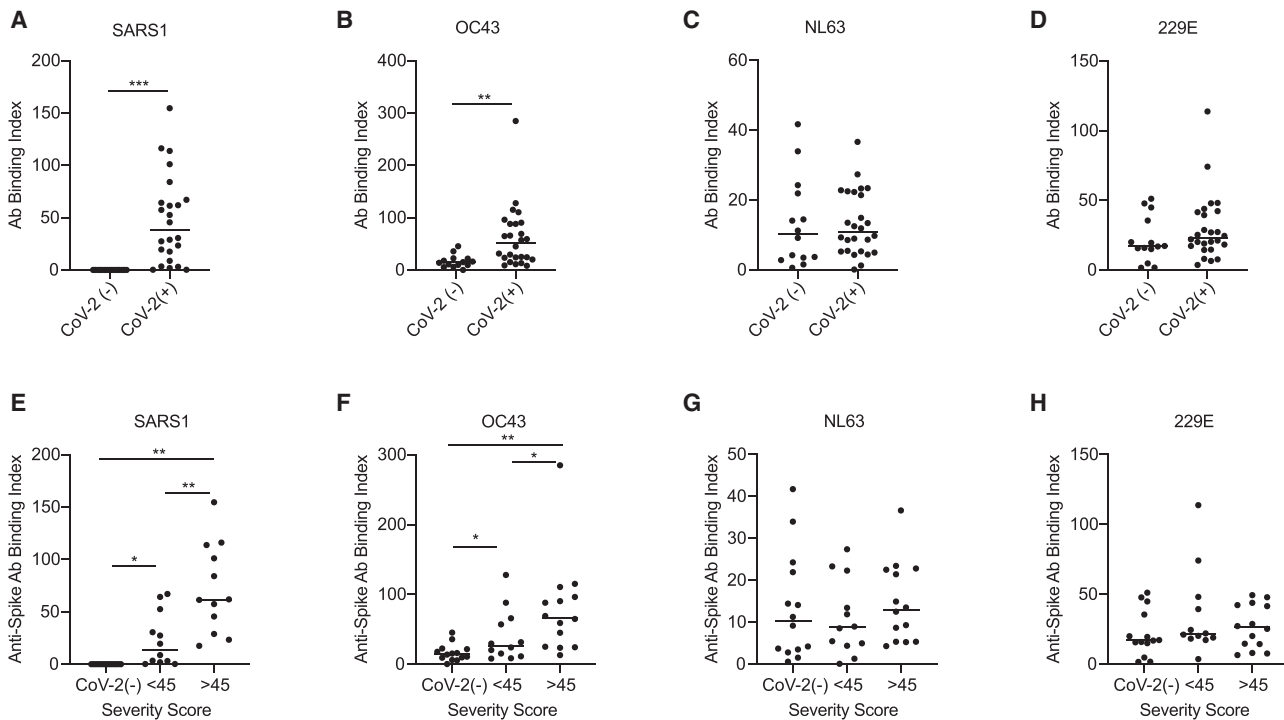 A
SARS1
Ab Binding Index
200
150
100
50
0
***
CoV-2 (-)
CoV-2(+)
B
OC43
Ab Binding Index
400
300
200
100
0
**
CoV-2 (-)
CoV-2(+)
C
NL63
Ab Binding Index
60
40
20
0
CoV-2 (-)
CoV-2(+)
D
229E
Ab Binding Index
150
100
50
0
CoV-2 (-)
CoV-2(+)
E
SARS1
Anti-Spike Ab Binding Index
200
150
100
50
0
**
**
*
CoV-2(-) <45 >45
Severity Score
F
OC43
Anti-Spike Ab Binding Index
300
200
100
0
**
*
*
CoV-2(-) <45 >45
Severity Score
G
NL63
Anti-Spike Ab Binding Index
50
40
30
20
10
0
CoV-2(-) <45 >45
Severity Score
H
229E
Anti-Spike Ab Binding Index
150
100
50
0
CoV-2(-) <45 >45
Severity Score